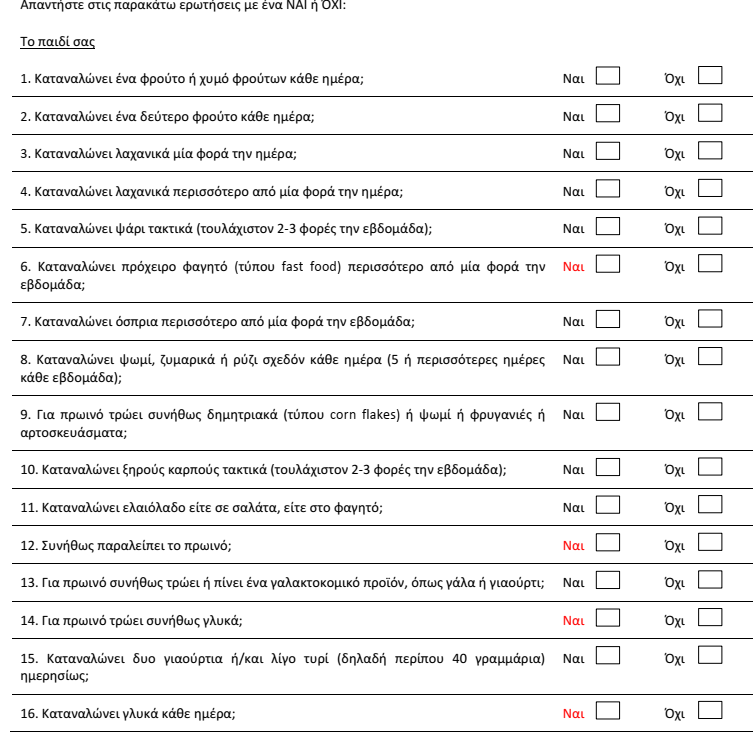 Απαντήστε στις παρακάτω ερωτήσεις με ένα ΝΑΙ ή ΌΧΙ:
Το παιδί σας
1. Καταναλώνει ένα φρούτο ή χυμό φρούτων κάθε ημέρα; Ναι Όχι
2. Καταναλώνει ένα δεύτερο φρούτο κάθε ημέρα; Ναι Όχι
3. Καταναλώνει λαχανικά μία φορά την ημέρα; Ναι Όχι
4. Καταναλώνει λαχανικά περισσότερο από μία φορά την ημέρα; Ναι Όχι
5. Καταναλώνει ψάρι τακτικά (τουλάχιστον 2-3 φορές την εβδομάδα); Ναι Όχι
6. Καταναλώνει πρόχειρο φαγητό (τύπου fast food) περισσότερο από μία φορά την Ναι Όχι
εβδομάδα;
7. Καταναλώνει όσπρια περισσότερο από μία φορά την εβδομάδα; Ναι Όχι
8. Καταναλώνει ψωμί, ζυμαρικά ή ρύζι σχεδόν κάθε ημέρα (5 ή περισσότερες ημέρες Ναι Όχι
κάθε εβδομάδα);
9. Για πρωινό τρώει συνήθως δημητριακά (τύπου corn flakes) ή ψωμί ή φρυγανιές ή Ναι Όχι
αρτοσκευάσματα;
10. Καταναλώνει ξηρούς καρπούς τακτικά (τουλάχιστον 2-3 φορές την εβδομάδα); Ναι Όχι
11. Καταναλώνει ελαιόλαδο είτε σε σαλάτα, είτε στο φαγητό; Ναι Όχι
12. Συνήθως παραλείπει το πρωινό; Ναι Όχι
13. Για πρωινό συνήθως τρώει ή πίνει ένα γαλακτοκομικό προϊόν, όπως γάλα ή γιαούρτι; Ναι Όχι
14. Για πρωινό τρώει συνήθως γλυκά; Ναι Όχι
15. Καταναλώνει δυο γιαούρτια ή/και λίγο τυρί (δηλαδή περίπου 40 γραμμάρια) Ναι Όχι
ημερησίως;
16. Καταναλώνει γλυκά κάθε ημέρα; Ναι Όχι